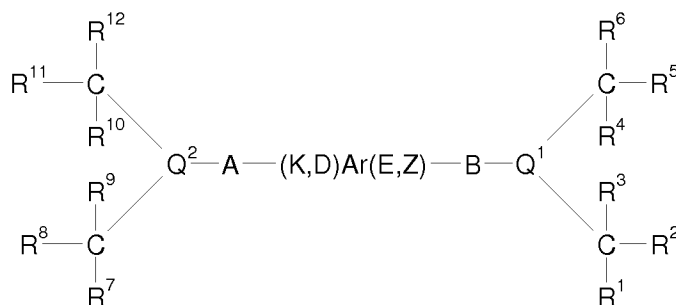 R¹² R⁶
R¹¹ C C R⁵
R¹⁰ R⁴
Q² A (K,D)Ar(E,Z) B Q¹
R⁹ R³
R⁸ C C R²
R⁷ R¹